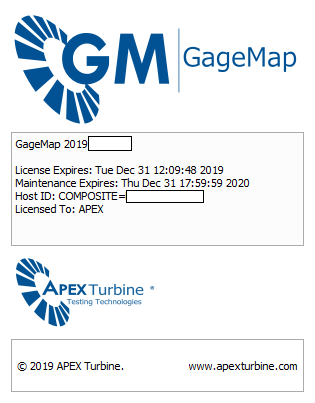 GM GageMap
GageMap 2019
License Expires: Tue Dec 31 12:09:48 2019
Maintenance Expires: Thu Dec 31 17:59:59 2020
Host ID: COMPOSITE=
Licensed To: APEX
APEX Turbine ®
Testing Technologies
© 2019 APEX Turbine. www.apexturbine.com